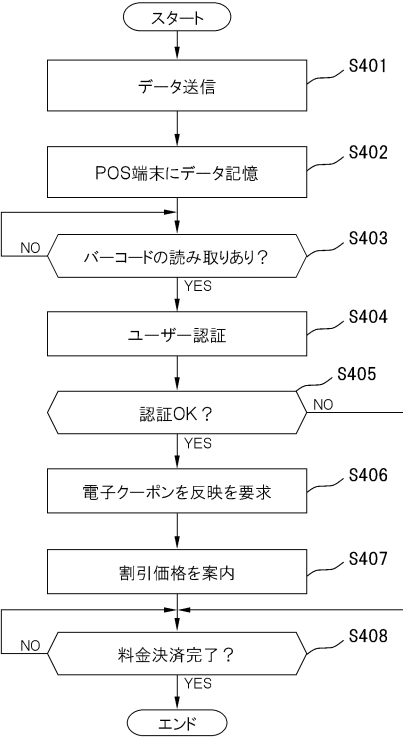 スタート
S401
データ送信
S402
POS端末にデータ記憶
S403
NO
バーコードの読み取りあり？
YES
S404
ユーザー認証
S405
認証OK？
NO
YES
S406
電子クーポンを反映を要求
S407
割引価格を案内
S408
NO
料金決済完了？
YES
エンド